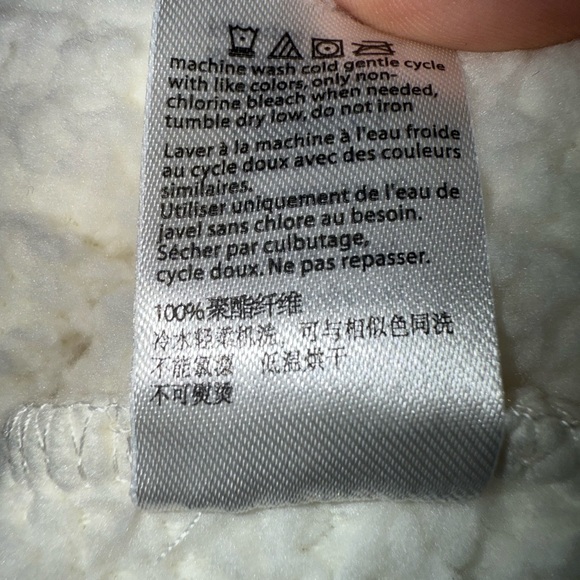 machine wash cold gentle cycle
with like colors, only non-
chlorine bleach when needed,
tumble dry low, do not iron
Laver à la machine à l'eau froide
au cycle doux avec des couleurs
similaires.
Utiliser uniquement de l'eau de
javel sans chlore au besoin.
Sécher par culbutage,
cycle doux. Ne pas repasser.
100%聚酯纤维
冷水轻柔机洗，可与相似色同洗
不能氯漂 低温烘干
不可熨烫